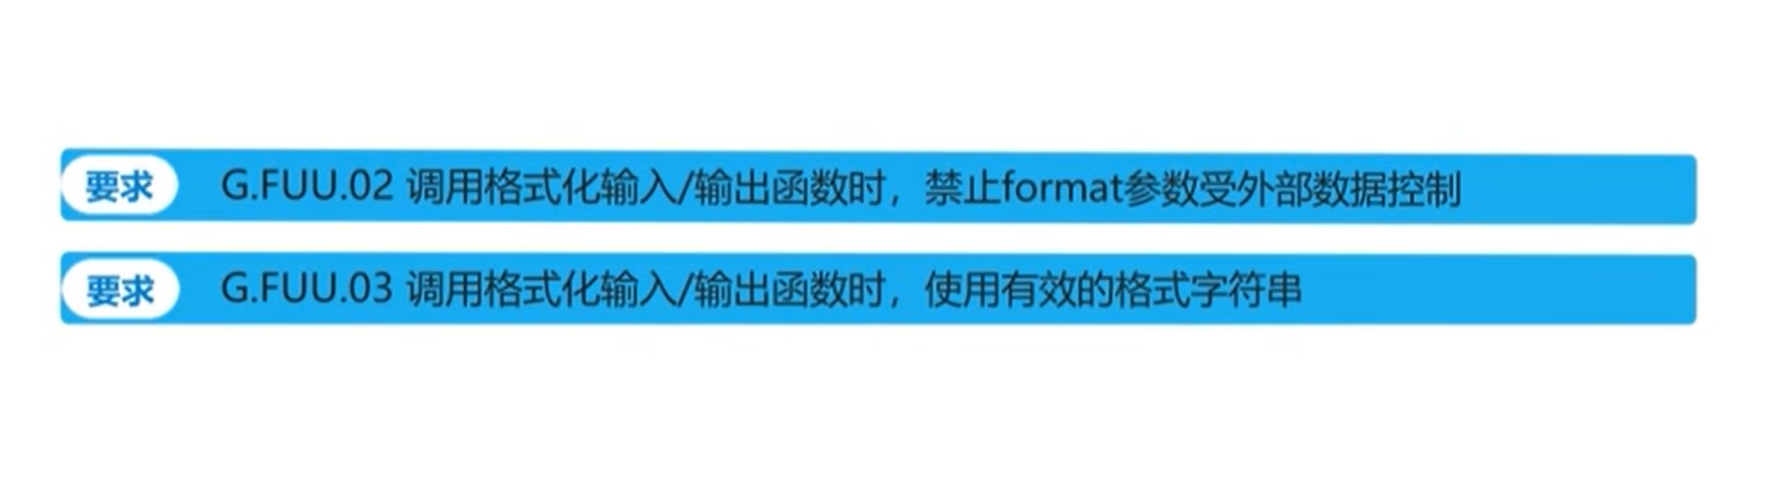 要求 G.FUU.02 调用格式化输入/输出函数时，禁止format参数受外部数据控制
要求 G.FUU.03 调用格式化输入/输出函数时，使用有效的格式字符串